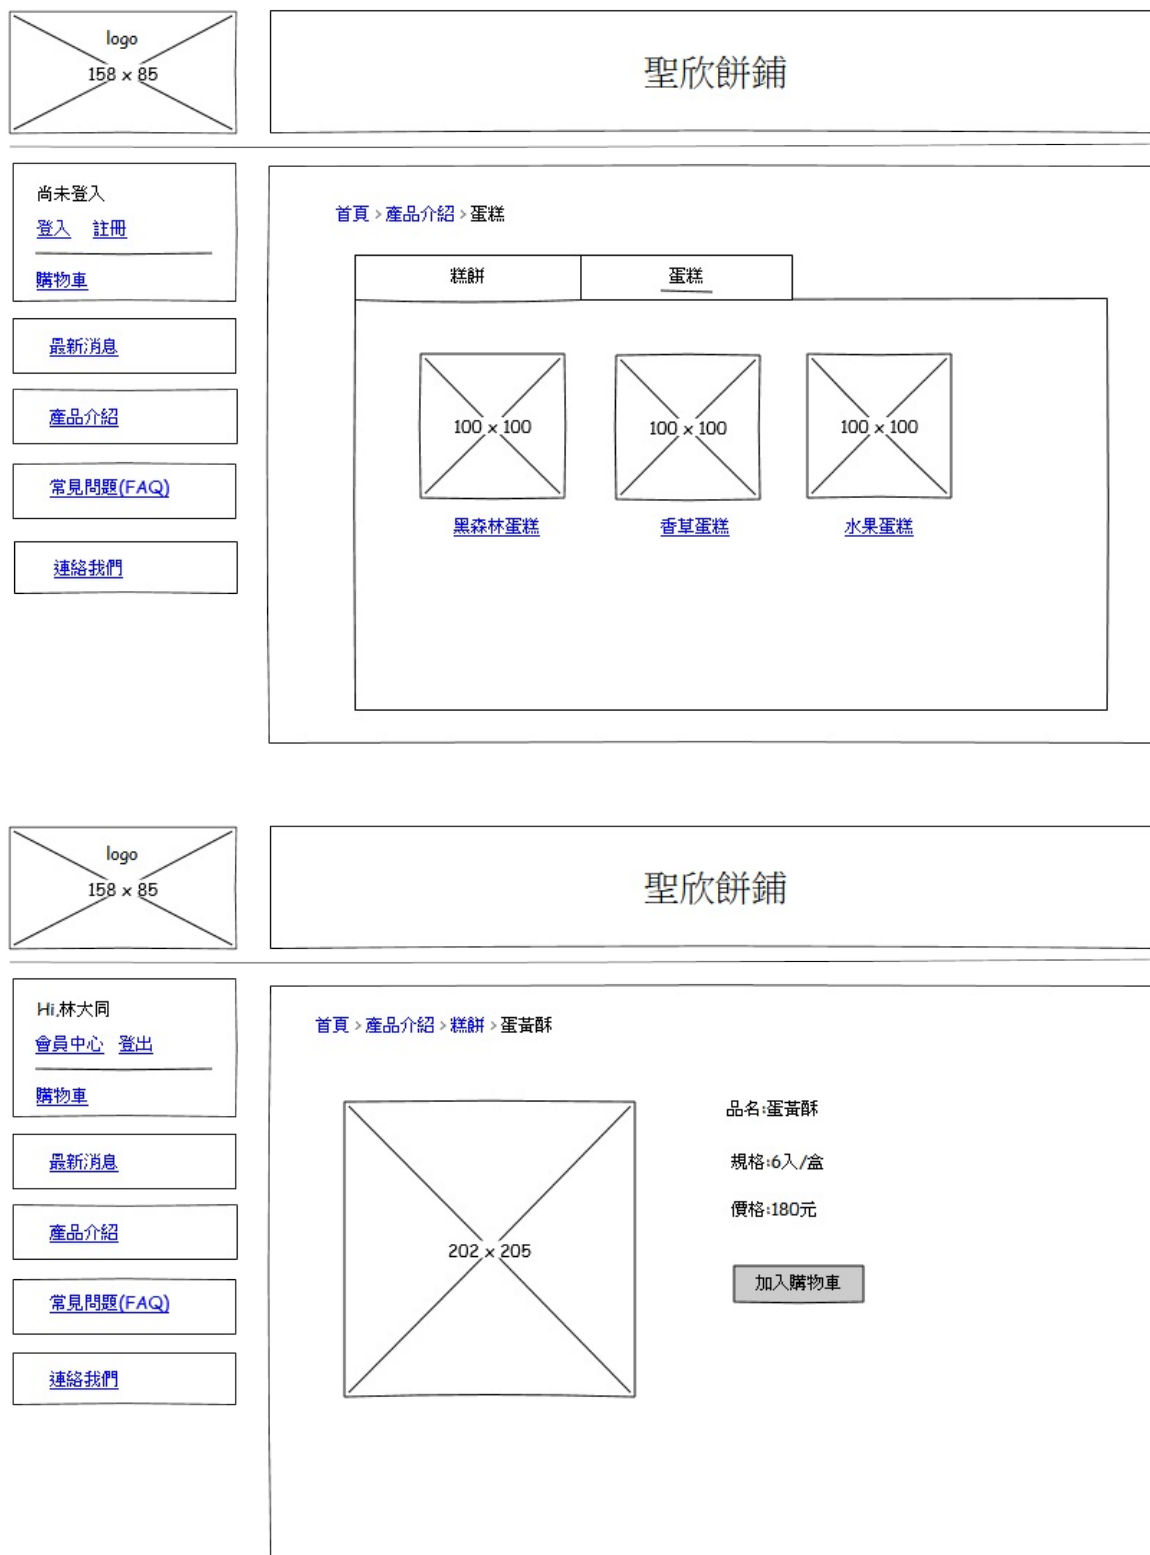 logo
158 x 85
聖欣餅鋪
尚未登入
登入 註冊
購物車
最新消息
產品介紹
常見問題(FAQ)
連絡我們
首頁 > 產品介紹 > 蛋糕
糕餅 蛋糕
100 x 100 100 x 100 100 x 100
黑森林蛋糕 香草蛋糕 水果蛋糕
logo
158 x 85
聖欣餅鋪
Hi,林大同
會員中心 登出
購物車
最新消息
產品介紹
常見問題(FAQ)
連絡我們
首頁 > 產品介紹 > 糕餅 > 蛋黃酥
202 x 205
品名:蛋黃酥
規格:6入/盒
價格:180元
加入購物車